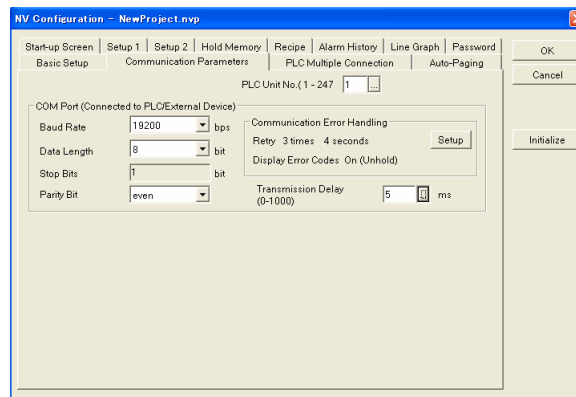 NV Configuration - NewProject.nvp
Start-up Screen Setup 1 Setup 2 Hold Memory Recipe Alarm History Line Graph Password
Basic Setup Communication Parameters PLC Multiple Connection Auto-Paging
OK
Cancel
Initialize
PLC Unit No.( 1 - 247 1 ...
COM Port (Connected to PLC/External Device)
Baud Rate 19200 bps
Data Length 8 bit
Stop Bits 1 bit
Parity Bit even
Communication Error Handling
Retry 3 times 4 seconds Setup
Display Error Codes On (Unhold)
Transmission Delay 5 ms
(0-1000)